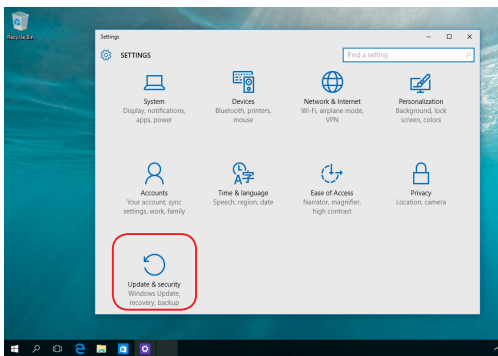 Recycle Bin
Settings
SETTINGS
Find a setting
System
Display, notifications,
apps, power
Devices
Bluetooth, printers,
mouse
Network & Internet
Wi-Fi, airplane mode,
VPN
Personalization
Background, lock
screen, colors
Accounts
Your account, sync
settings, work, family
Time & language
Speech, region, date
Ease of Access
Narrator, magnifier,
high contrast
Privacy
Location, camera
Update & security
Windows Update,
recovery, backup